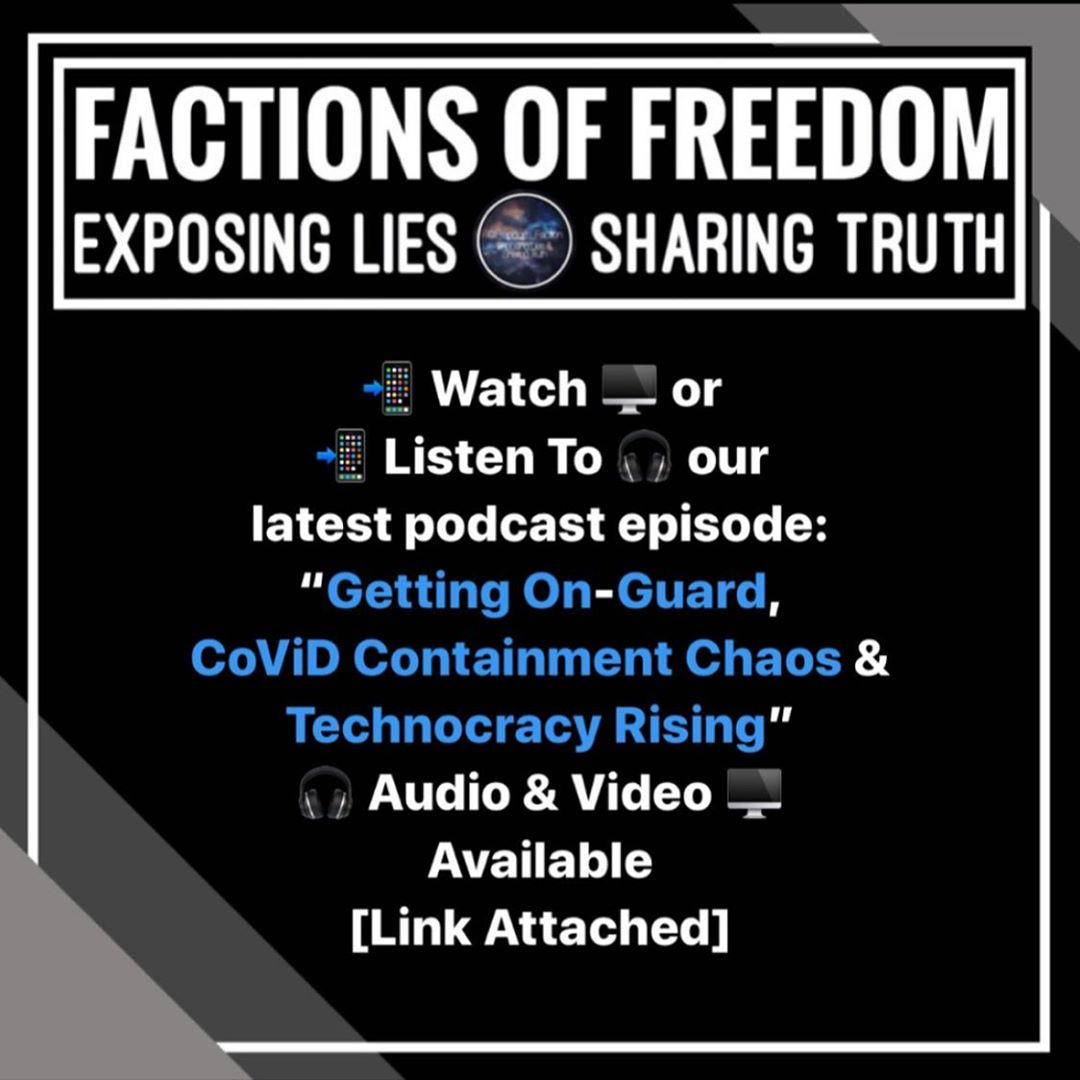 FACTIONS OF FREEDOM
EXPOSING LIES SHARING TRUTH
📲 Watch 🖥️ or
📲 Listen To 🎧 our
latest podcast episode:
“Getting On-Guard,
CoViD Containment Chaos &
Technocracy Rising”
🎧 Audio & Video 🖥️
Available
[Link Attached]